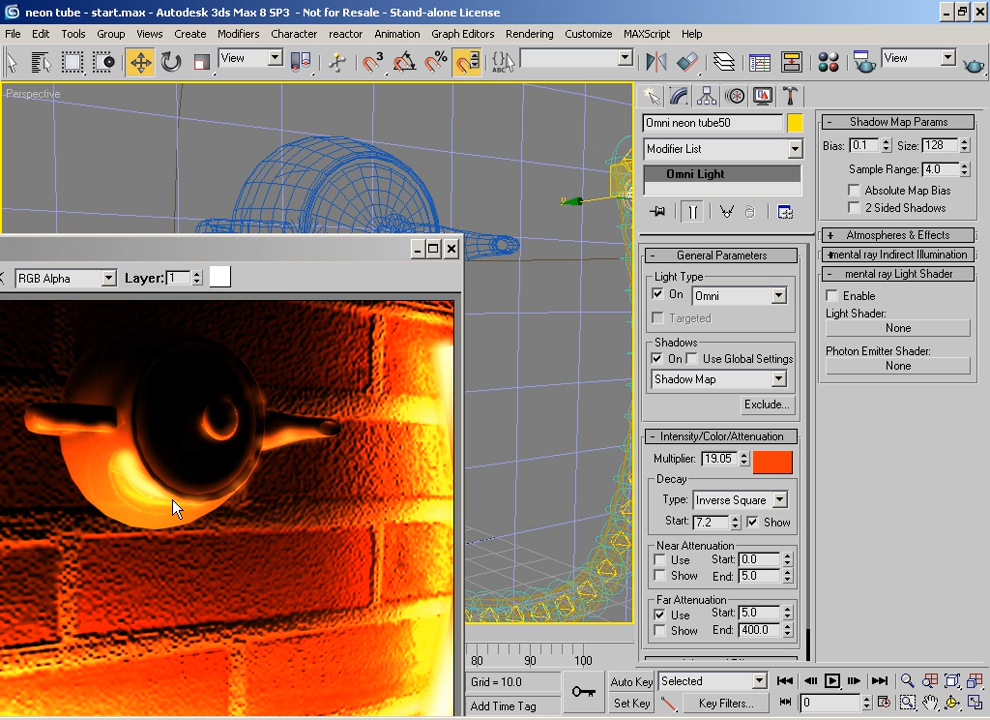 neon tube - start.max - Autodesk 3ds Max 8 SP3 - Not for Resale - Stand-alone License
File Edit Tools Group Views Create Modifiers Character reactor Animation Graph Editors Rendering Customize MAXScript Help
View
3
{} ABC
View
Perspective
Omni neon tube50
Modifier List
Omni Light
General Parameters
Light Type
On Omni
Targeted
Shadows
On Use Global Settings
Shadow Map
Exclude...
Intensity/Color/Attenuation
Multiplier: 19.05
Decay
Type: Inverse Square
Start: 7.2 Show
Near Attenuation
Use Start: 0.0
Show End: 5.0
Far Attenuation
Use Start: 5.0
Show End: 400.0
Shadow Map Params
Bias: 0.1 Size: 128
Sample Range: 4.0
Absolute Map Bias
2 Sided Shadows
Atmospheres & Effects
mental ray Indirect Illumination
mental ray Light Shader
Enable
Light Shader:
None
Photon Emitter Shader:
None
RGB Alpha Layer: 1
80 90 100
Grid = 10.0
Add Time Tag
Auto Key Selected
Set Key Key Filters...
0